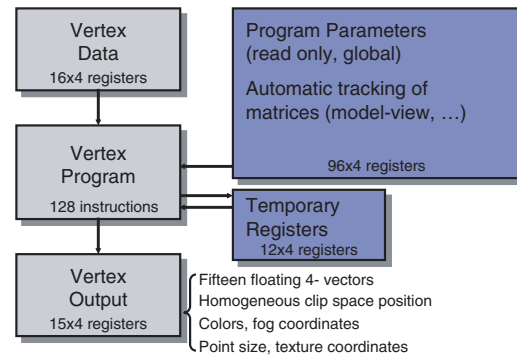 Vertex
Data
16x4 registers
Program Parameters
(read only, global)
Automatic tracking of
matrices (model-view, …)
96x4 registers
Vertex
Program
128 instructions
Temporary
Registers
12x4 registers
Vertex
Output
15x4 registers
Fifteen floating 4- vectors
Homogeneous clip space position
Colors, fog coordinates
Point size, texture coordinates